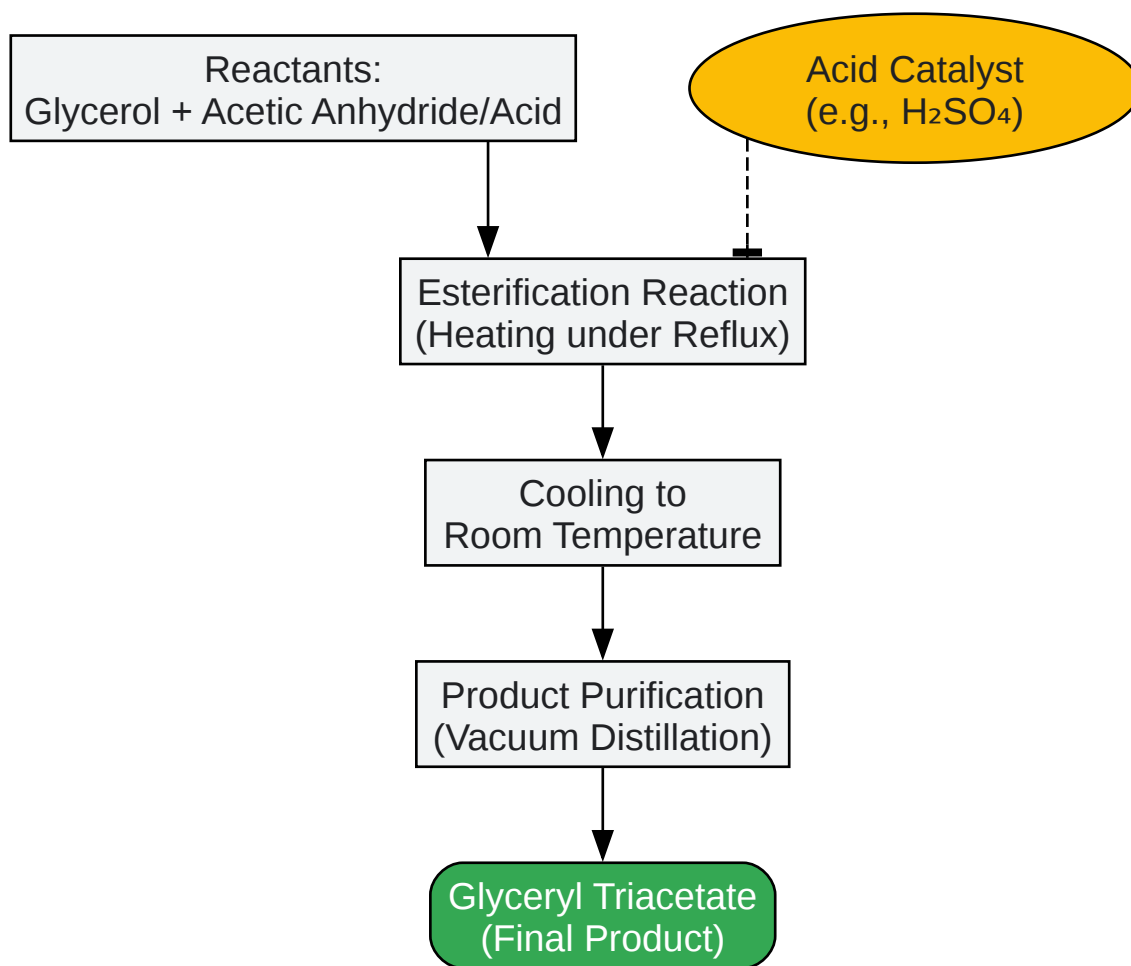 Reactants:
Glycerol + Acetic Anhydride/Acid
Acid Catalyst
(e.g., H₂SO₄)
Esterification Reaction
(Heating under Reflux)
Cooling to
Room Temperature
Product Purification
(Vacuum Distillation)
Glyceryl Triacetate
(Final Product)